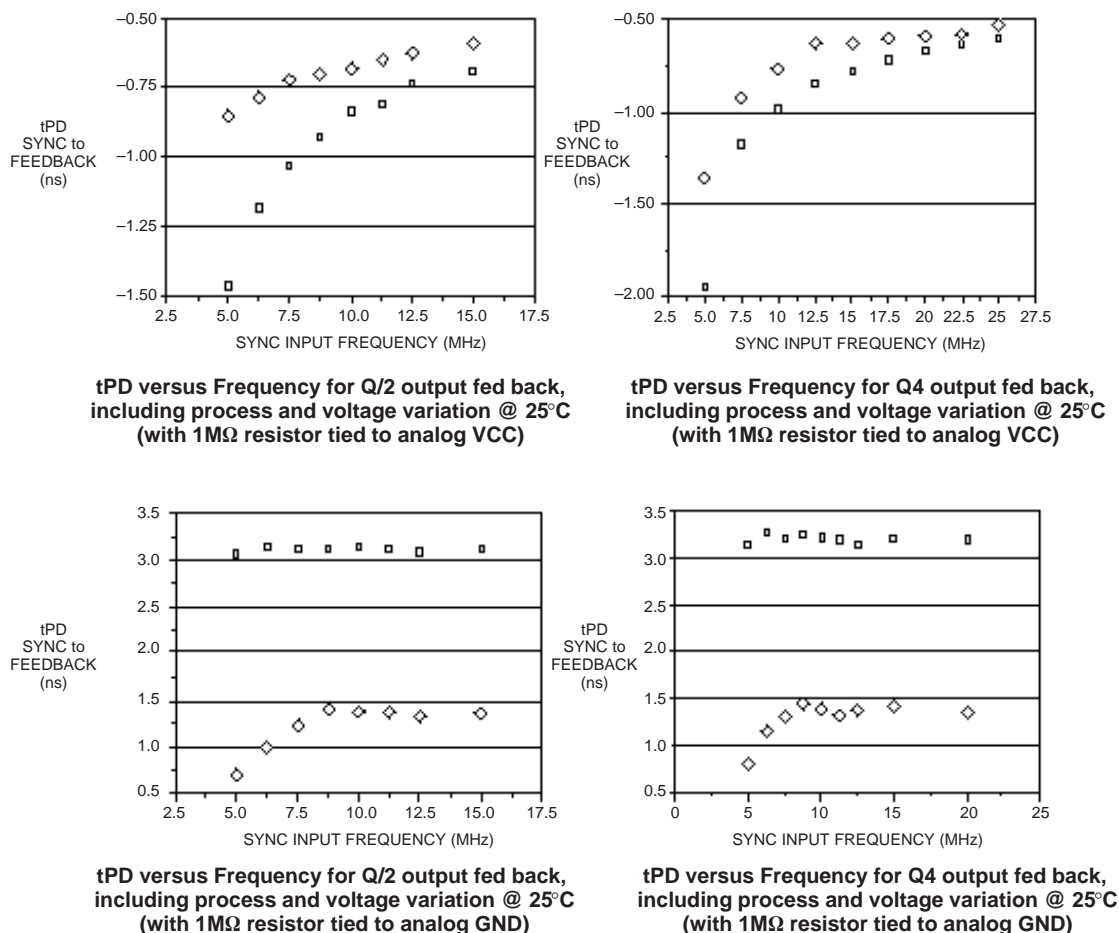 –0.50
–0.75
–1.00
–1.25
–1.50
tPD
SYNC to
FEEDBACK
(ns)
2.5 5.0 7.5 10.0 12.5 15.0 17.5
SYNC INPUT FREQUENCY (MHz)
tPD versus Frequency for Q/2 output fed back,
including process and voltage variation @ 25°C
(with 1MΩ resistor tied to analog VCC)
–0.50
–1.00
–1.50
–2.00
tPD
SYNC to
FEEDBACK
(ns)
2.5 5.0 7.5 10 12.5 15 17.5 20 22.5 25 27.5
SYNC INPUT FREQUENCY (MHz)
tPD versus Frequency for Q4 output fed back,
including process and voltage variation @ 25°C
(with 1MΩ resistor tied to analog VCC)
3.5
3.0
2.5
2.0
1.5
1.0
0.5
tPD
SYNC to
FEEDBACK
(ns)
2.5 5.0 7.5 10.0 12.5 15.0 17.5
SYNC INPUT FREQUENCY (MHz)
tPD versus Frequency for Q/2 output fed back,
including process and voltage variation @ 25°C
(with 1MΩ resistor tied to analog GND)
3.5
3.0
2.5
2.0
1.5
1.0
0.5
tPD
SYNC to
FEEDBACK
(ns)
0 5 10 15 20 25
SYNC INPUT FREQUENCY (MHz)
tPD versus Frequency for Q4 output fed back,
including process and voltage variation @ 25°C
(with 1MΩ resistor tied to analog GND)